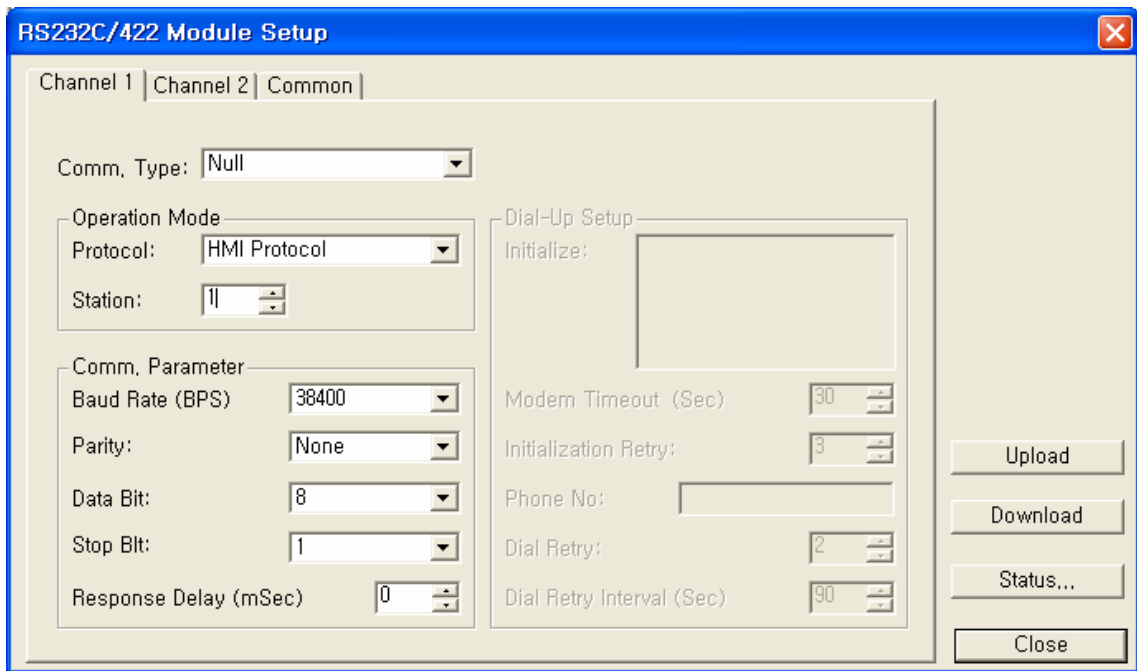 RS232C/422 Module Setup
Channel 1 Channel 2 Common
Comm, Type: Null
Operation Mode
Protocol: HMI Protocol
Station: 1
Comm, Parameter
Baud Rate (BPS) 38400
Parity: None
Data Bit: 8
Stop BIt: 1
Response Delay (mSec) 0
Dial-Up Setup
Initialize:
Modem Timeout (Sec) 30
Initialization Retry: 3
Phone No:
Dial Retry: 2
Dial Retry Interval (Sec) 90
Upload
Download
Status,,,
Close